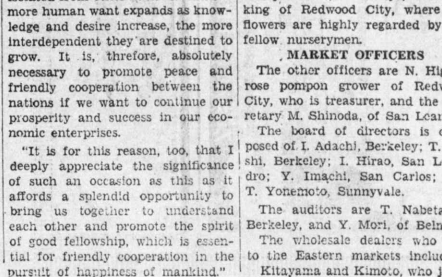 more human want expands as know-
ledge and desire increase, the more
interdependent they are destined to
grow. It is, threfore, absolutely
necessary to promote peace and
friendly cooperation between the
nations if we want to continue our
prosperity and success in our eco-
nomic enterprises.
"It is for this reason, too, that I
deeply appreciate the significance
of such an occasion as this as it
affords a splendid opportunity to
bring us together to understand
each other and promote the spirit
of good fellowship, which is essen-
tial for friendly cooperation in the
pursuit of happiness of mankind."
king of Redwood City, where
flowers are highly regarded by
fellow nurserymen.
MARKET OFFICERS
The other officers are N. Hi
rose pompon grower of Redw
City, who is treasurer, and the
retary M. Shinoda, of San Lean
The board of directors is c
posed of I. Adachi, Berkeley; T.
shi, Berkeley; I. Hirao, San L
dro; Y. Imachi, San Carlos;
T. Yonemoto, Sunnyvale.
The auditors are T. Nabeta
Berkeley, and Y. Mori, of Beln
The wholesale dealers who
to the Eastern markets inclu
Kitayama and Kimoto, who